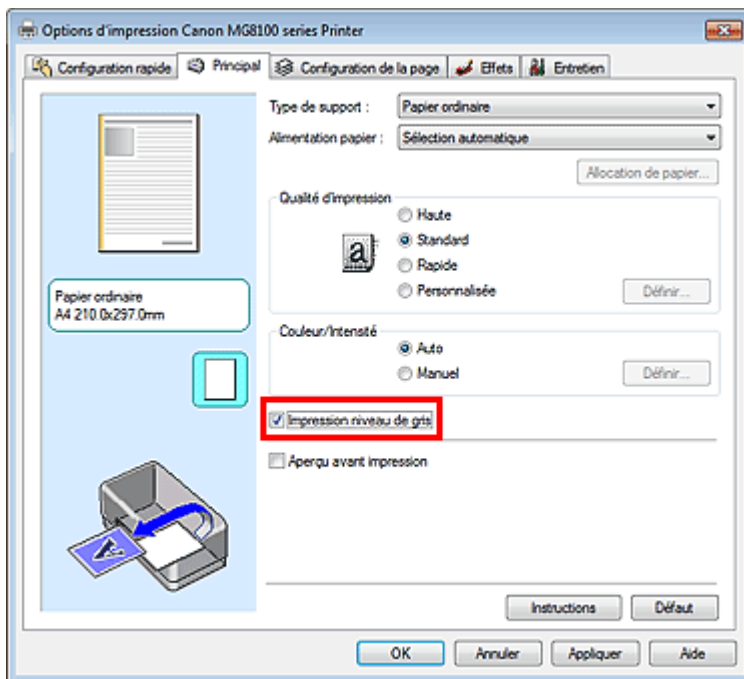 Options d'impression Canon MG8100 series Printer
Configuration rapide Principal Configuration de la page Effets Entretien
Type de support : Papier ordinaire
Alimentation papier : Sélection automatique
Allocation de papier...
Qualité d'impression
Haute
Standard
Rapide
Personnalisée Définir...
Papier ordinaire
A4 210.0x297.0mm
Couleur/Intensité
Auto
Manuel Définir...
Impression niveau de gris
Aperçu avant impression
Instructions Défaut
OK Annuler Appliquer Aide